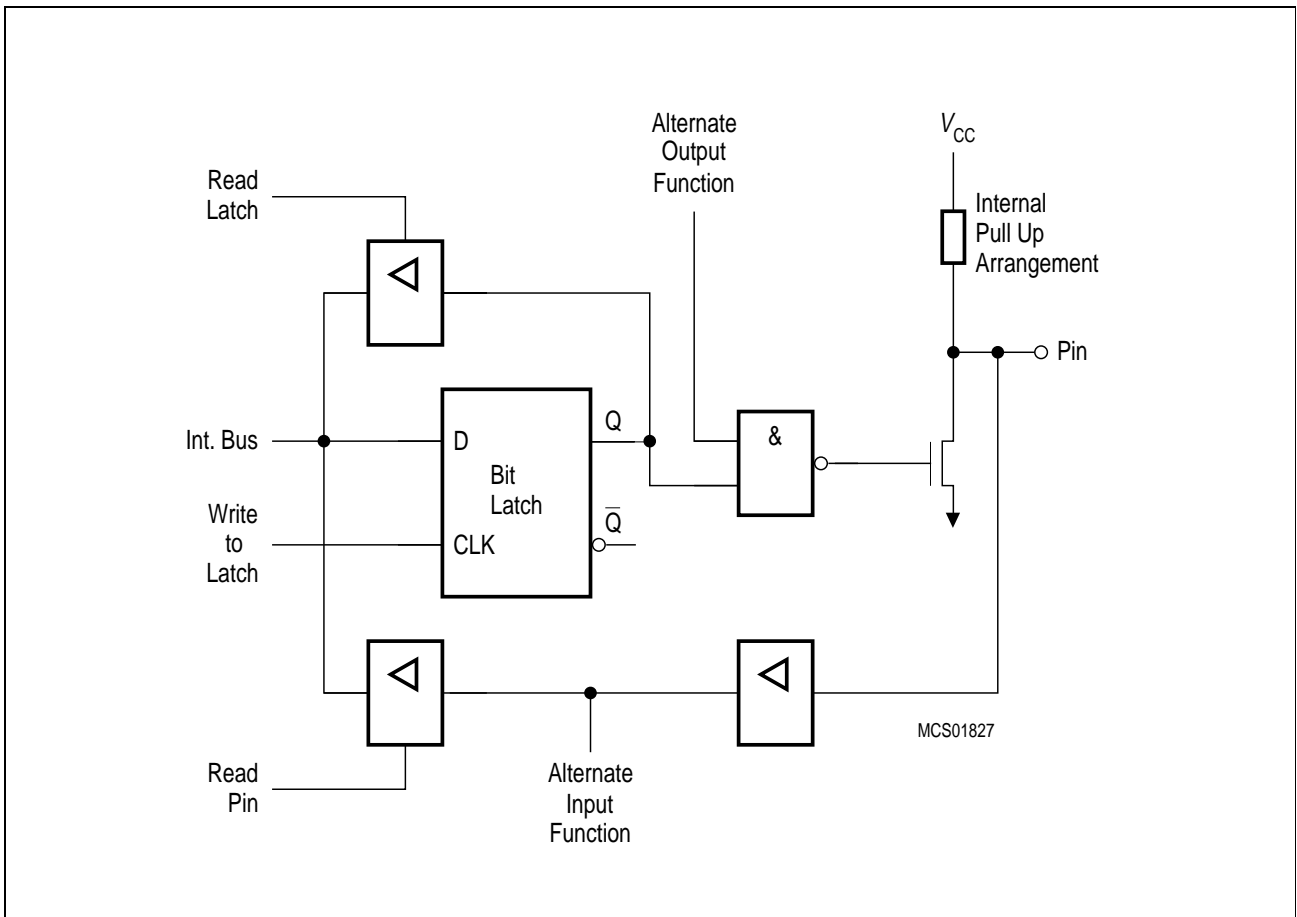 Alternate
Output
Function
VCC
Read
Latch
Internal
Pull Up
Arrangement
Pin
Int. Bus
D
Q
&
Bit
Latch
Q̅
Write
to
Latch
CLK
MCS01827
Read
Pin
Alternate
Input
Function